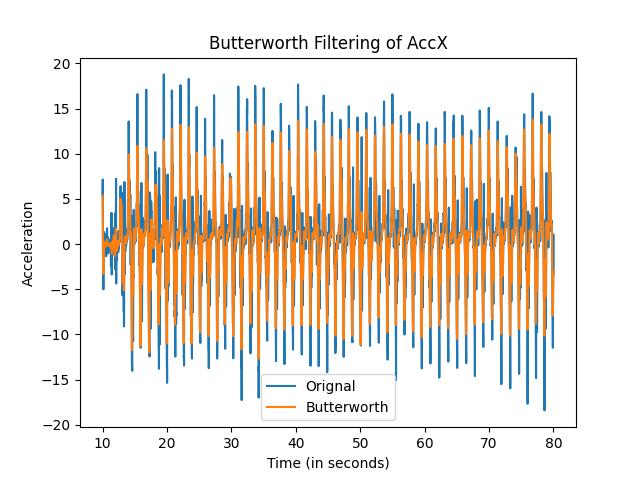 Butterworth Filtering of AccX
20
15
10
5
0
−5
−10
−15
−20
Acceleration
Orignal
Butterworth
10 20 30 40 50 60 70 80
Time (in seconds)